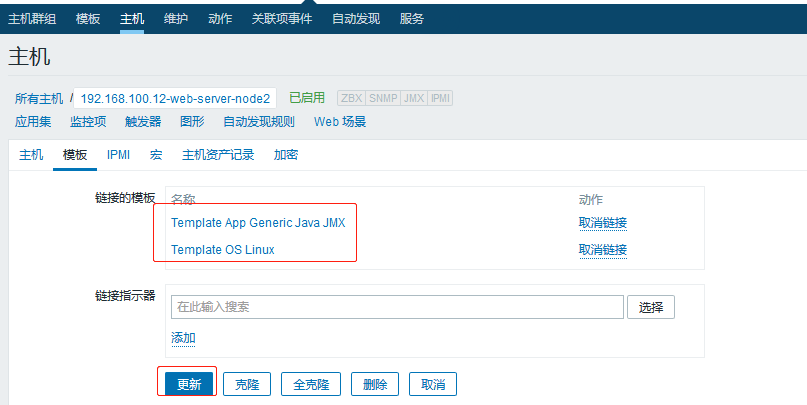 主机群组 模板 主机 维护 动作 关联项事件 自动发现 服务
主机
所有主机 / 192.168.100.12-web-server-node2 已启用 ZBX SNMP JMX IPMI
应用集 监控项 触发器 图形 自动发现规则 Web 场景
主机 模板 IPMI 宏 主机资产记录 加密
链接的模板 名称 动作
Template App Generic Java JMX 取消链接
Template OS Linux 取消链接
链接指示器
在此输入搜索 选择
添加
更新 克隆 全克隆 删除 取消